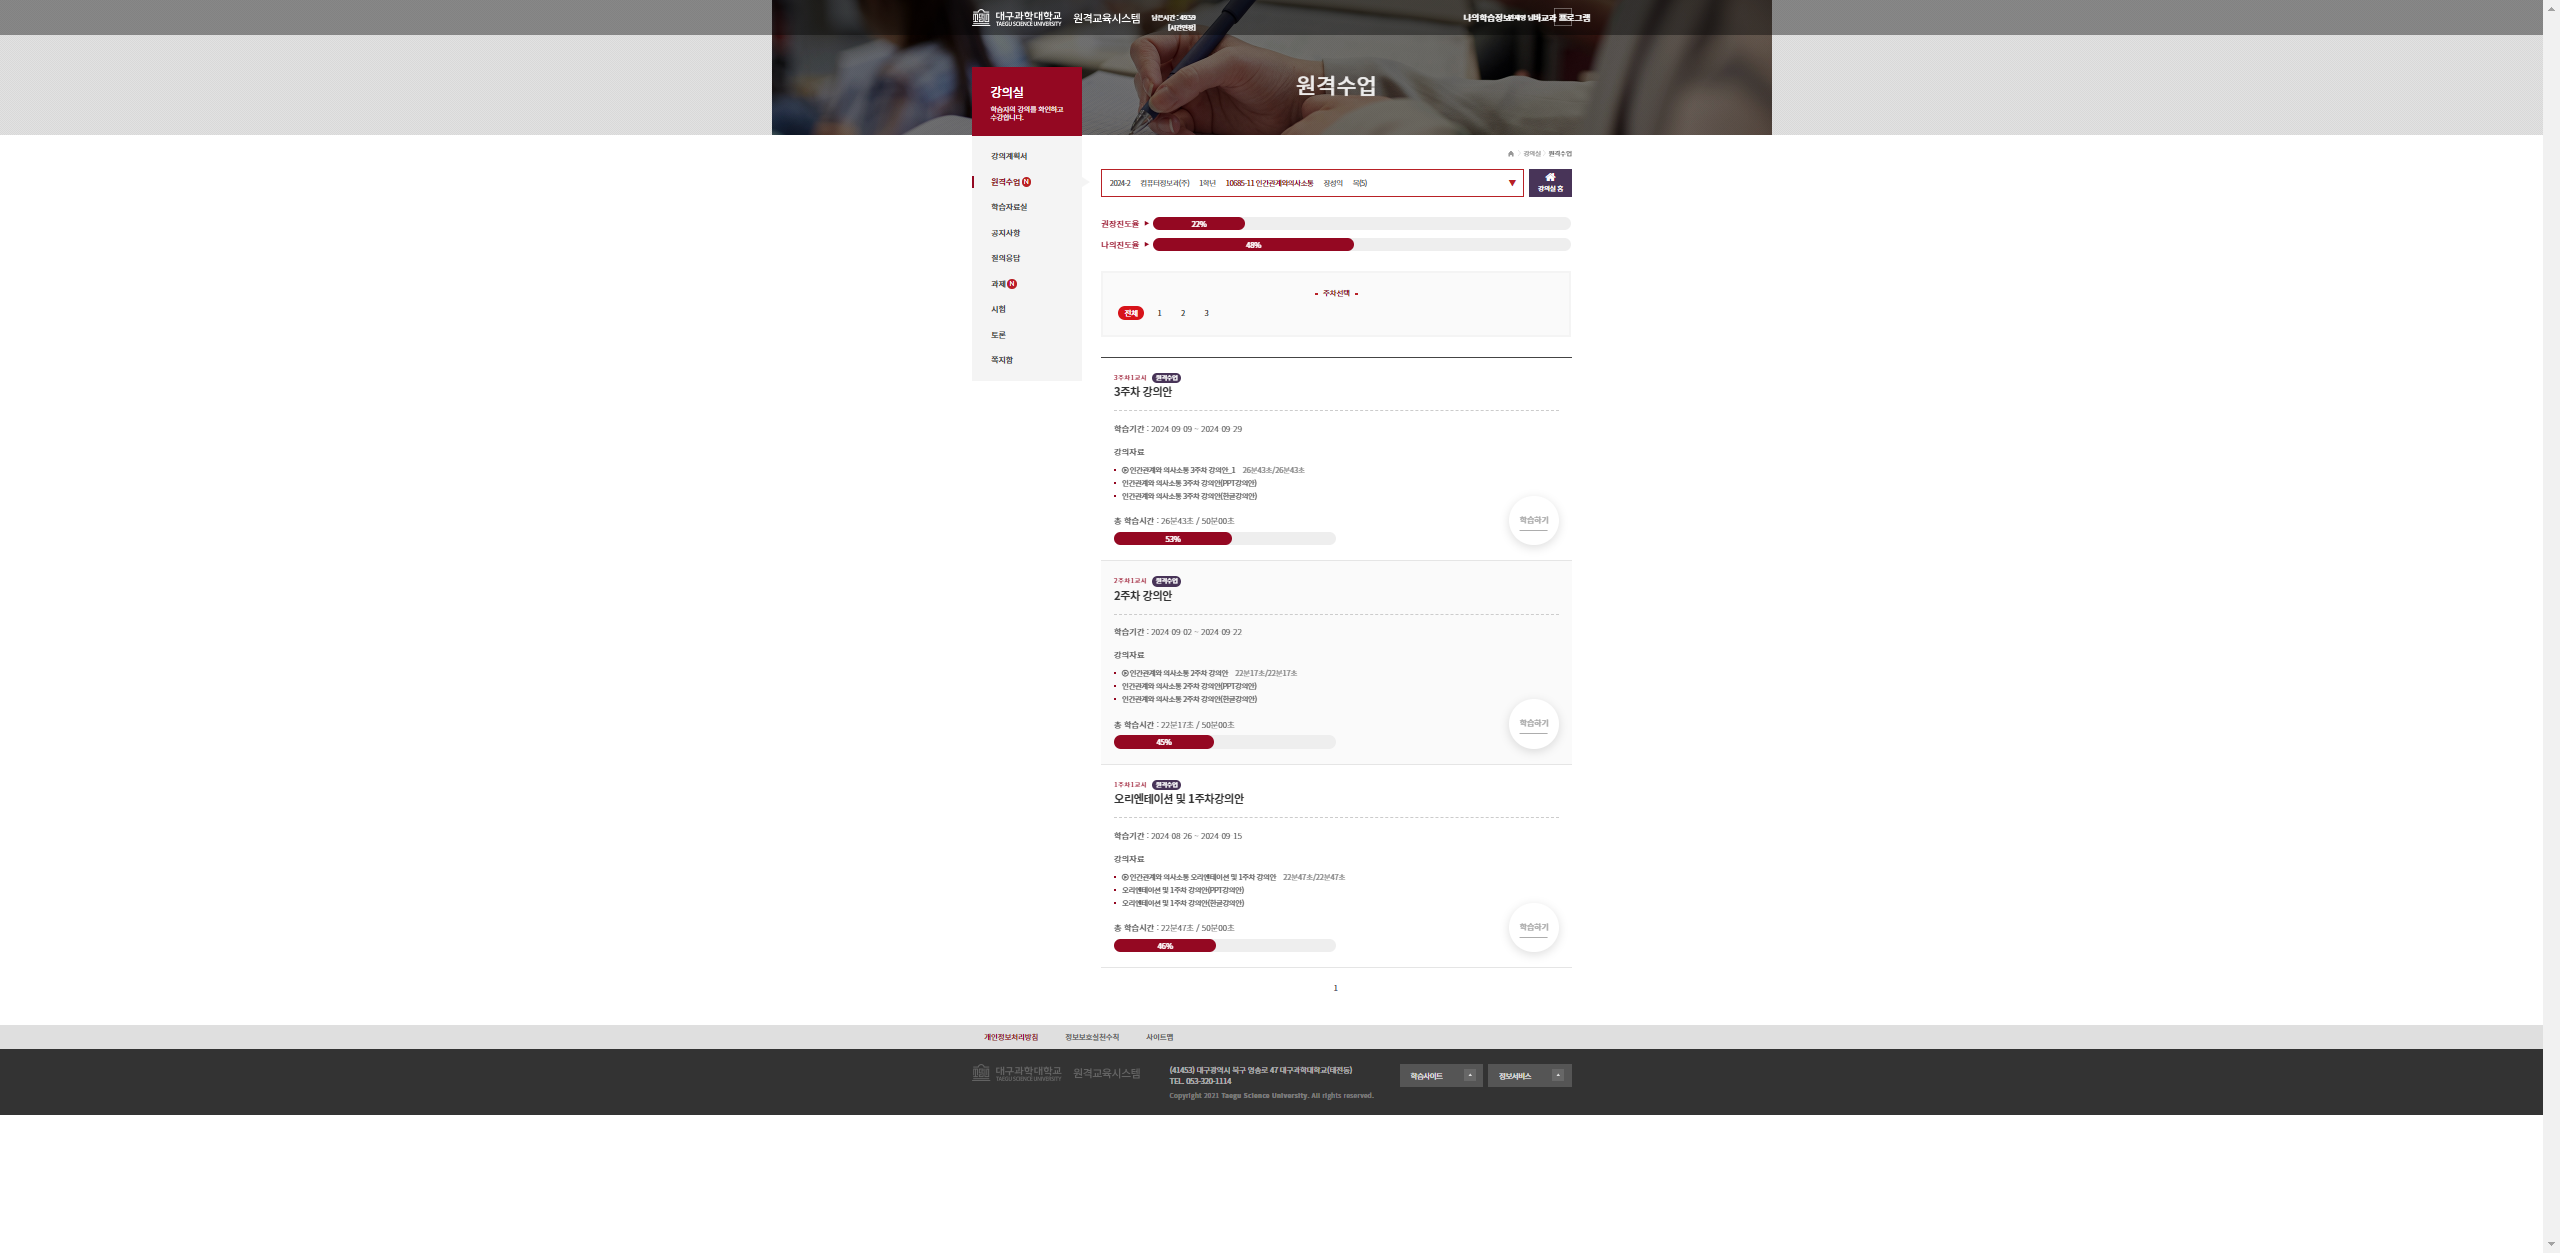 대구과학대학교
TAEGU SCIENCE UNIVERSITY
원격교육시스템
남은시간 : 49:59
[시간연장]
나의학습정보
비교과 프로그램
원격수업
강의실
학습자의 강의를 확인하고
수강합니다.
강의계획서
원격수업 N
학습자료실
공지사항
질의응답
과제 N
시험
토론
쪽지함
강의실 > 원격수업
2024-2 컴퓨터정보과(주) 1학년 10685-11 인간관계와의사소통 장성익 목(5) ▼
강의실 홈
권장진도율 ▶ 22%
나의진도율 ▶ 48%
주차선택
전체 1 2 3
3주차1교시 원격수업
3주차 강의안
학습기간 : 2024 09 09 ~ 2024 09 29
강의자료
인간관계와 의사소통 3주차 강의안_1 26분43초/26분43초
인간관계와 의사소통 3주차 강의안(PPT강의안)
인간관계와 의사소통 3주차 강의안(한글강의안)
총 학습시간 : 26분43초 / 50분00초
53%
학습하기
2주차1교시 원격수업
2주차 강의안
학습기간 : 2024 09 02 ~ 2024 09 22
강의자료
인간관계와 의사소통 2주차 강의안 22분17초/22분17초
인간관계와 의사소통 2주차 강의안(PPT강의안)
인간관계와 의사소통 2주차 강의안(한글강의안)
총 학습시간 : 22분17초 / 50분00초
45%
학습하기
1주차1교시 원격수업
오리엔테이션 및 1주차강의안
학습기간 : 2024 08 26 ~ 2024 09 15
강의자료
인간관계와 의사소통 오리엔테이션 및 1주차 강의안 22분47초/22분47초
오리엔테이션 및 1주차 강의안(PPT강의안)
오리엔테이션 및 1주차 강의안(한글강의안)
총 학습시간 : 22분47초 / 50분00초
46%
학습하기
1
개인정보처리방침 정보보호실천수칙 사이트맵
대구과학대학교
TAEGU SCIENCE UNIVERSITY
원격교육시스템
(41453) 대구광역시 북구 영송로 47 대구과학대학교(태전동)
TEL. 053-320-1114
Copyright 2021 Taegu Science University. All rights reserved.
학습사이트
정보서비스